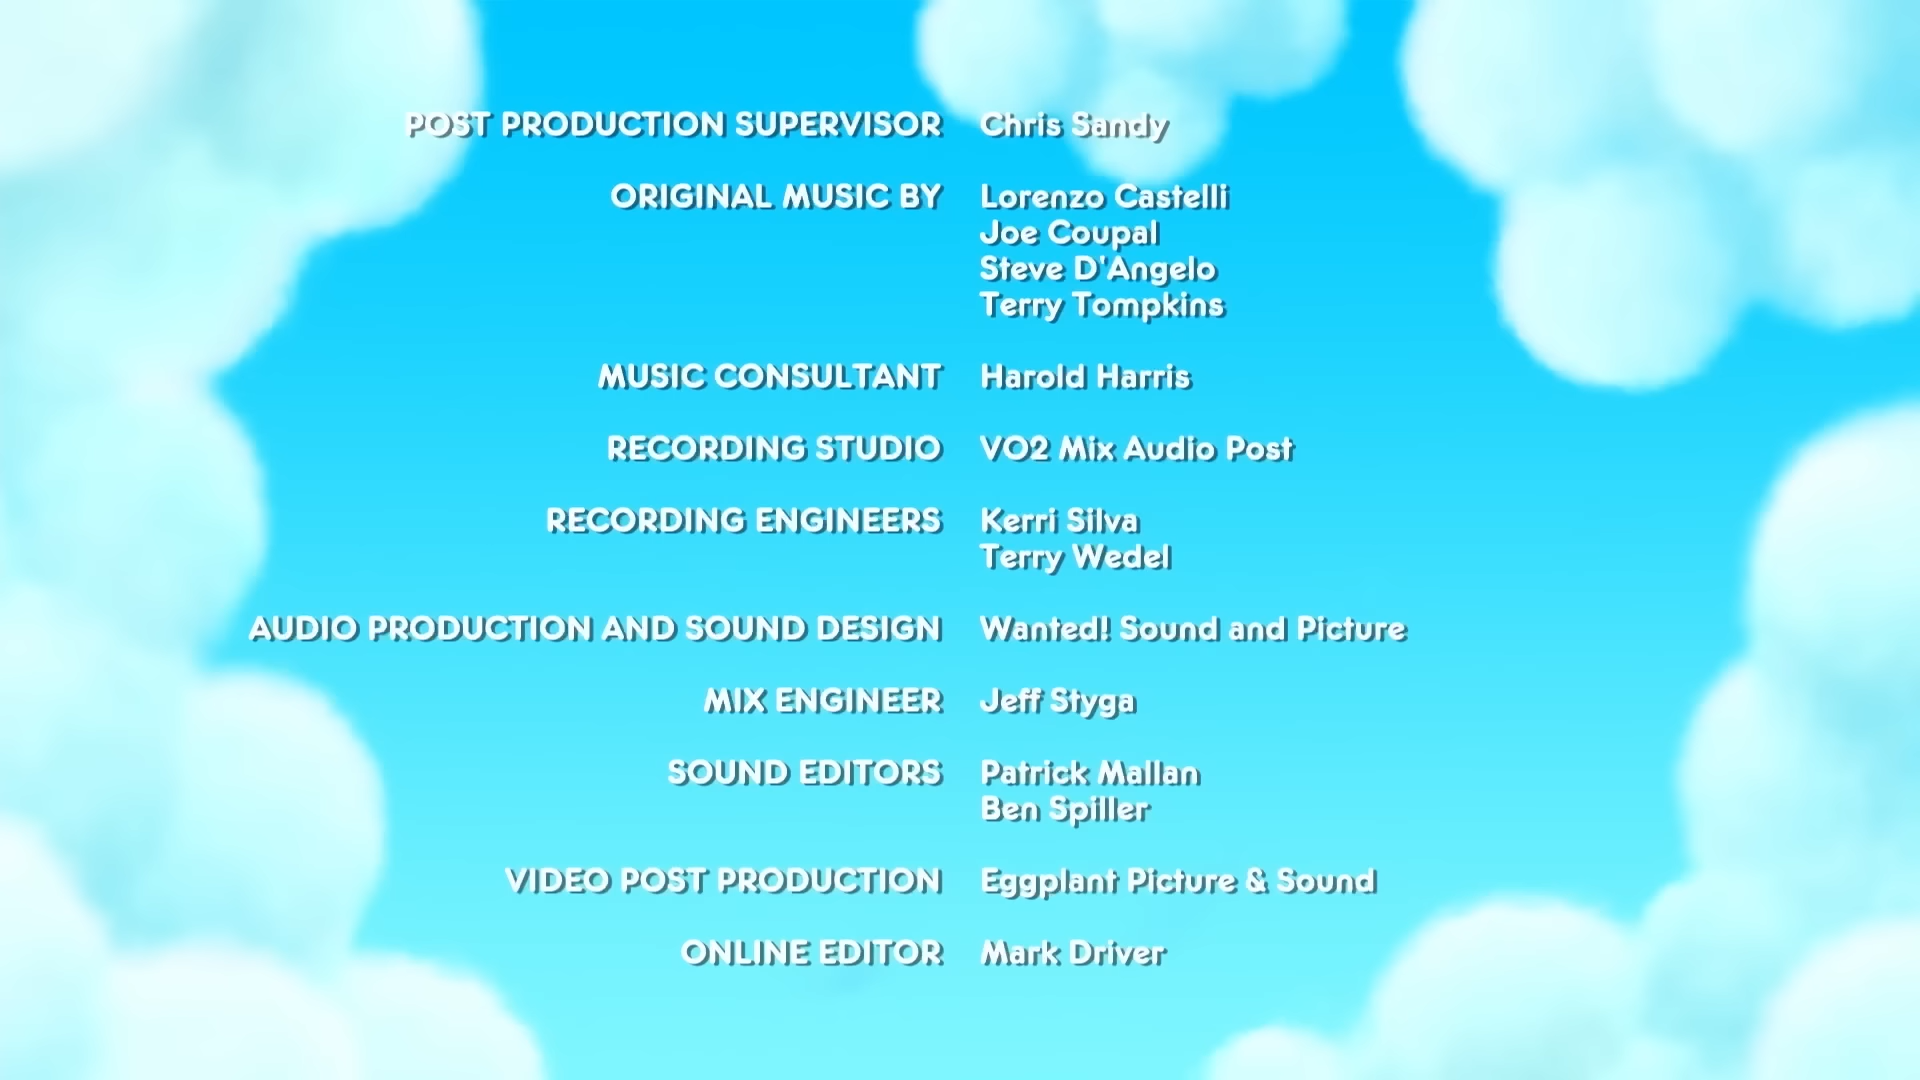 POST PRODUCTION SUPERVISOR Chris Sandy
ORIGINAL MUSIC BY Lorenzo Castelli
Joe Coupal
Steve D'Angelo
Terry Tompkins
MUSIC CONSULTANT Harold Harris
RECORDING STUDIO VO2 Mix Audio Post
RECORDING ENGINEERS Kerri Silva
Terry Wedel
AUDIO PRODUCTION AND SOUND DESIGN Wanted! Sound and Picture
MIX ENGINEER Jeff Styga
SOUND EDITORS Patrick Mallan
Ben Spiller
VIDEO POST PRODUCTION Eggplant Picture & Sound
ONLINE EDITOR Mark Driver